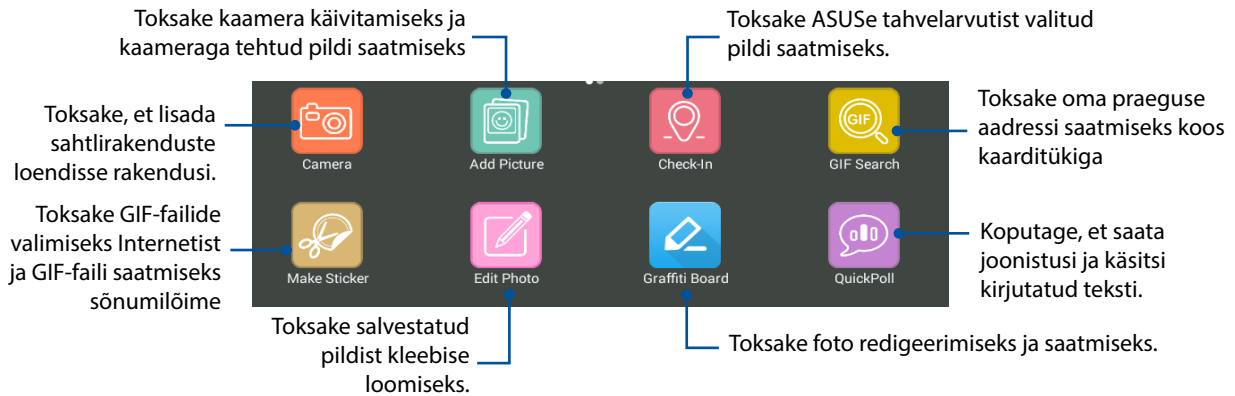 Toksake kaamera käivitamiseks ja
kaameraga tehtud pildi saatmiseks
Toksake ASUSe tahvelarvutist valitud
pildi saatmiseks.
Toksake, et lisada
sahtlirakenduste
loendisse rakendusi.
Camera
Add Picture
Check-In
GIF
GIF Search
Toksake oma praeguse
aadressi saatmiseks koos
kaarditükiga
Toksake GIF-failide
valimiseks Internetist
ja GIF-faili saatmiseks
sõnumilõime
Make Sticker
Edit Photo
Graffiti Board
QuickPoll
Koputage, et saata
joonistusi ja käsitsi
kirjutatud teksti.
Toksake salvestatud
pildist kleebise
loomiseks.
Toksake foto redigeerimiseks ja saatmiseks.